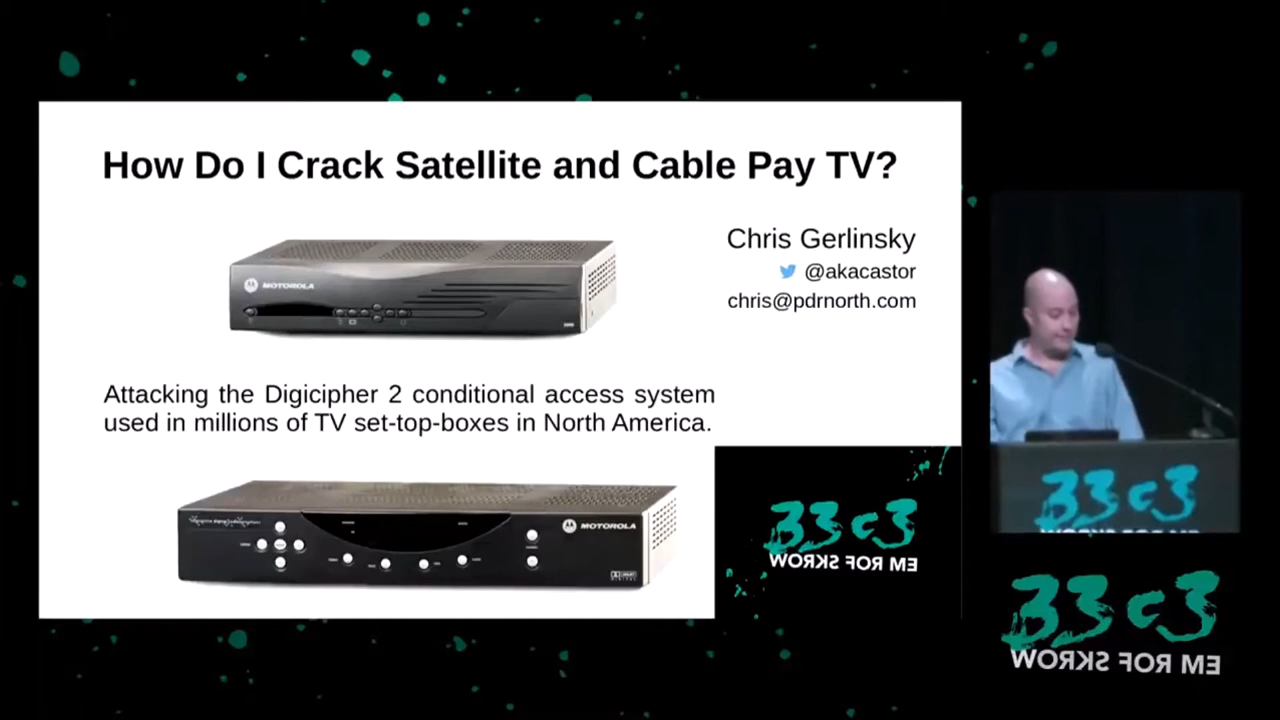 How Do I Crack Satellite and Cable Pay TV?
Chris Gerlinsky
@akacastor
chris@pdrnorth.com
MOTOROLA
Attacking the Digicipher 2 conditional access system
used in millions of TV set-top-boxes in North America.
MOTOROLA
33c3
WORKS FOR ME
33c3
33c3
WORKS FOR ME